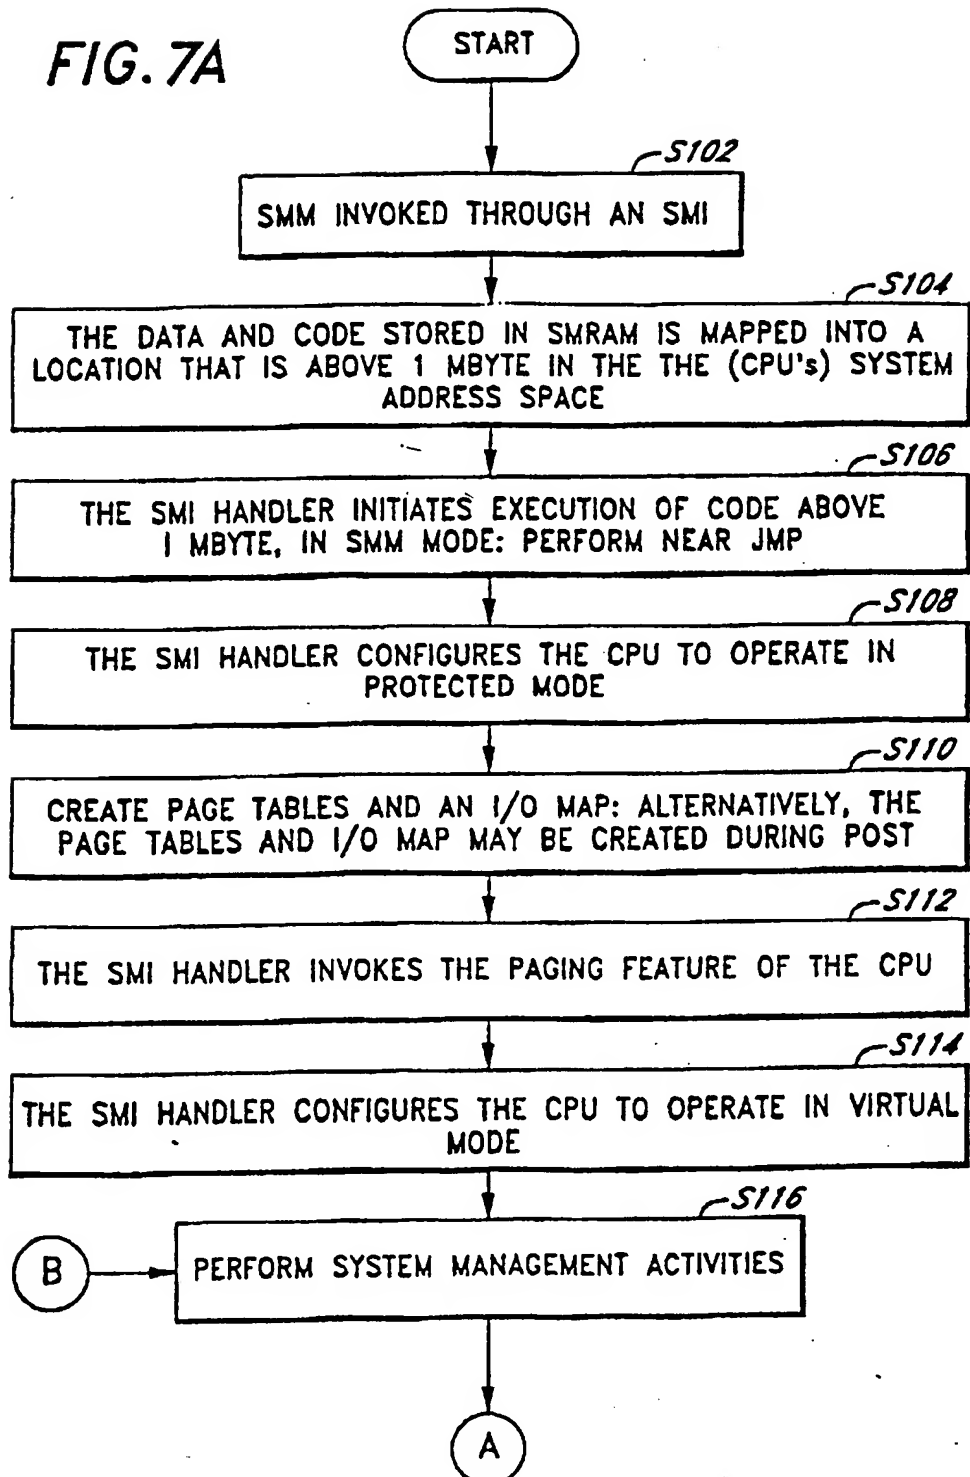 FIG. 7A
START
S102
SMM INVOKED THROUGH AN SMI
S104
THE DATA AND CODE STORED IN SMRAM IS MAPPED INTO A
LOCATION THAT IS ABOVE 1 MBYTE IN THE THE (CPU's) SYSTEM
ADDRESS SPACE
S106
THE SMI HANDLER INITIATES EXECUTION OF CODE ABOVE
1 MBYTE, IN SMM MODE: PERFORM NEAR JMP
S108
THE SMI HANDLER CONFIGURES THE CPU TO OPERATE IN
PROTECTED MODE
S110
CREATE PAGE TABLES AND AN I/O MAP: ALTERNATIVELY, THE
PAGE TABLES AND I/O MAP MAY BE CREATED DURING POST
S112
THE SMI HANDLER INVOKES THE PAGING FEATURE OF THE CPU
S114
THE SMI HANDLER CONFIGURES THE CPU TO OPERATE IN VIRTUAL
MODE
S116
B
PERFORM SYSTEM MANAGEMENT ACTIVITIES
A